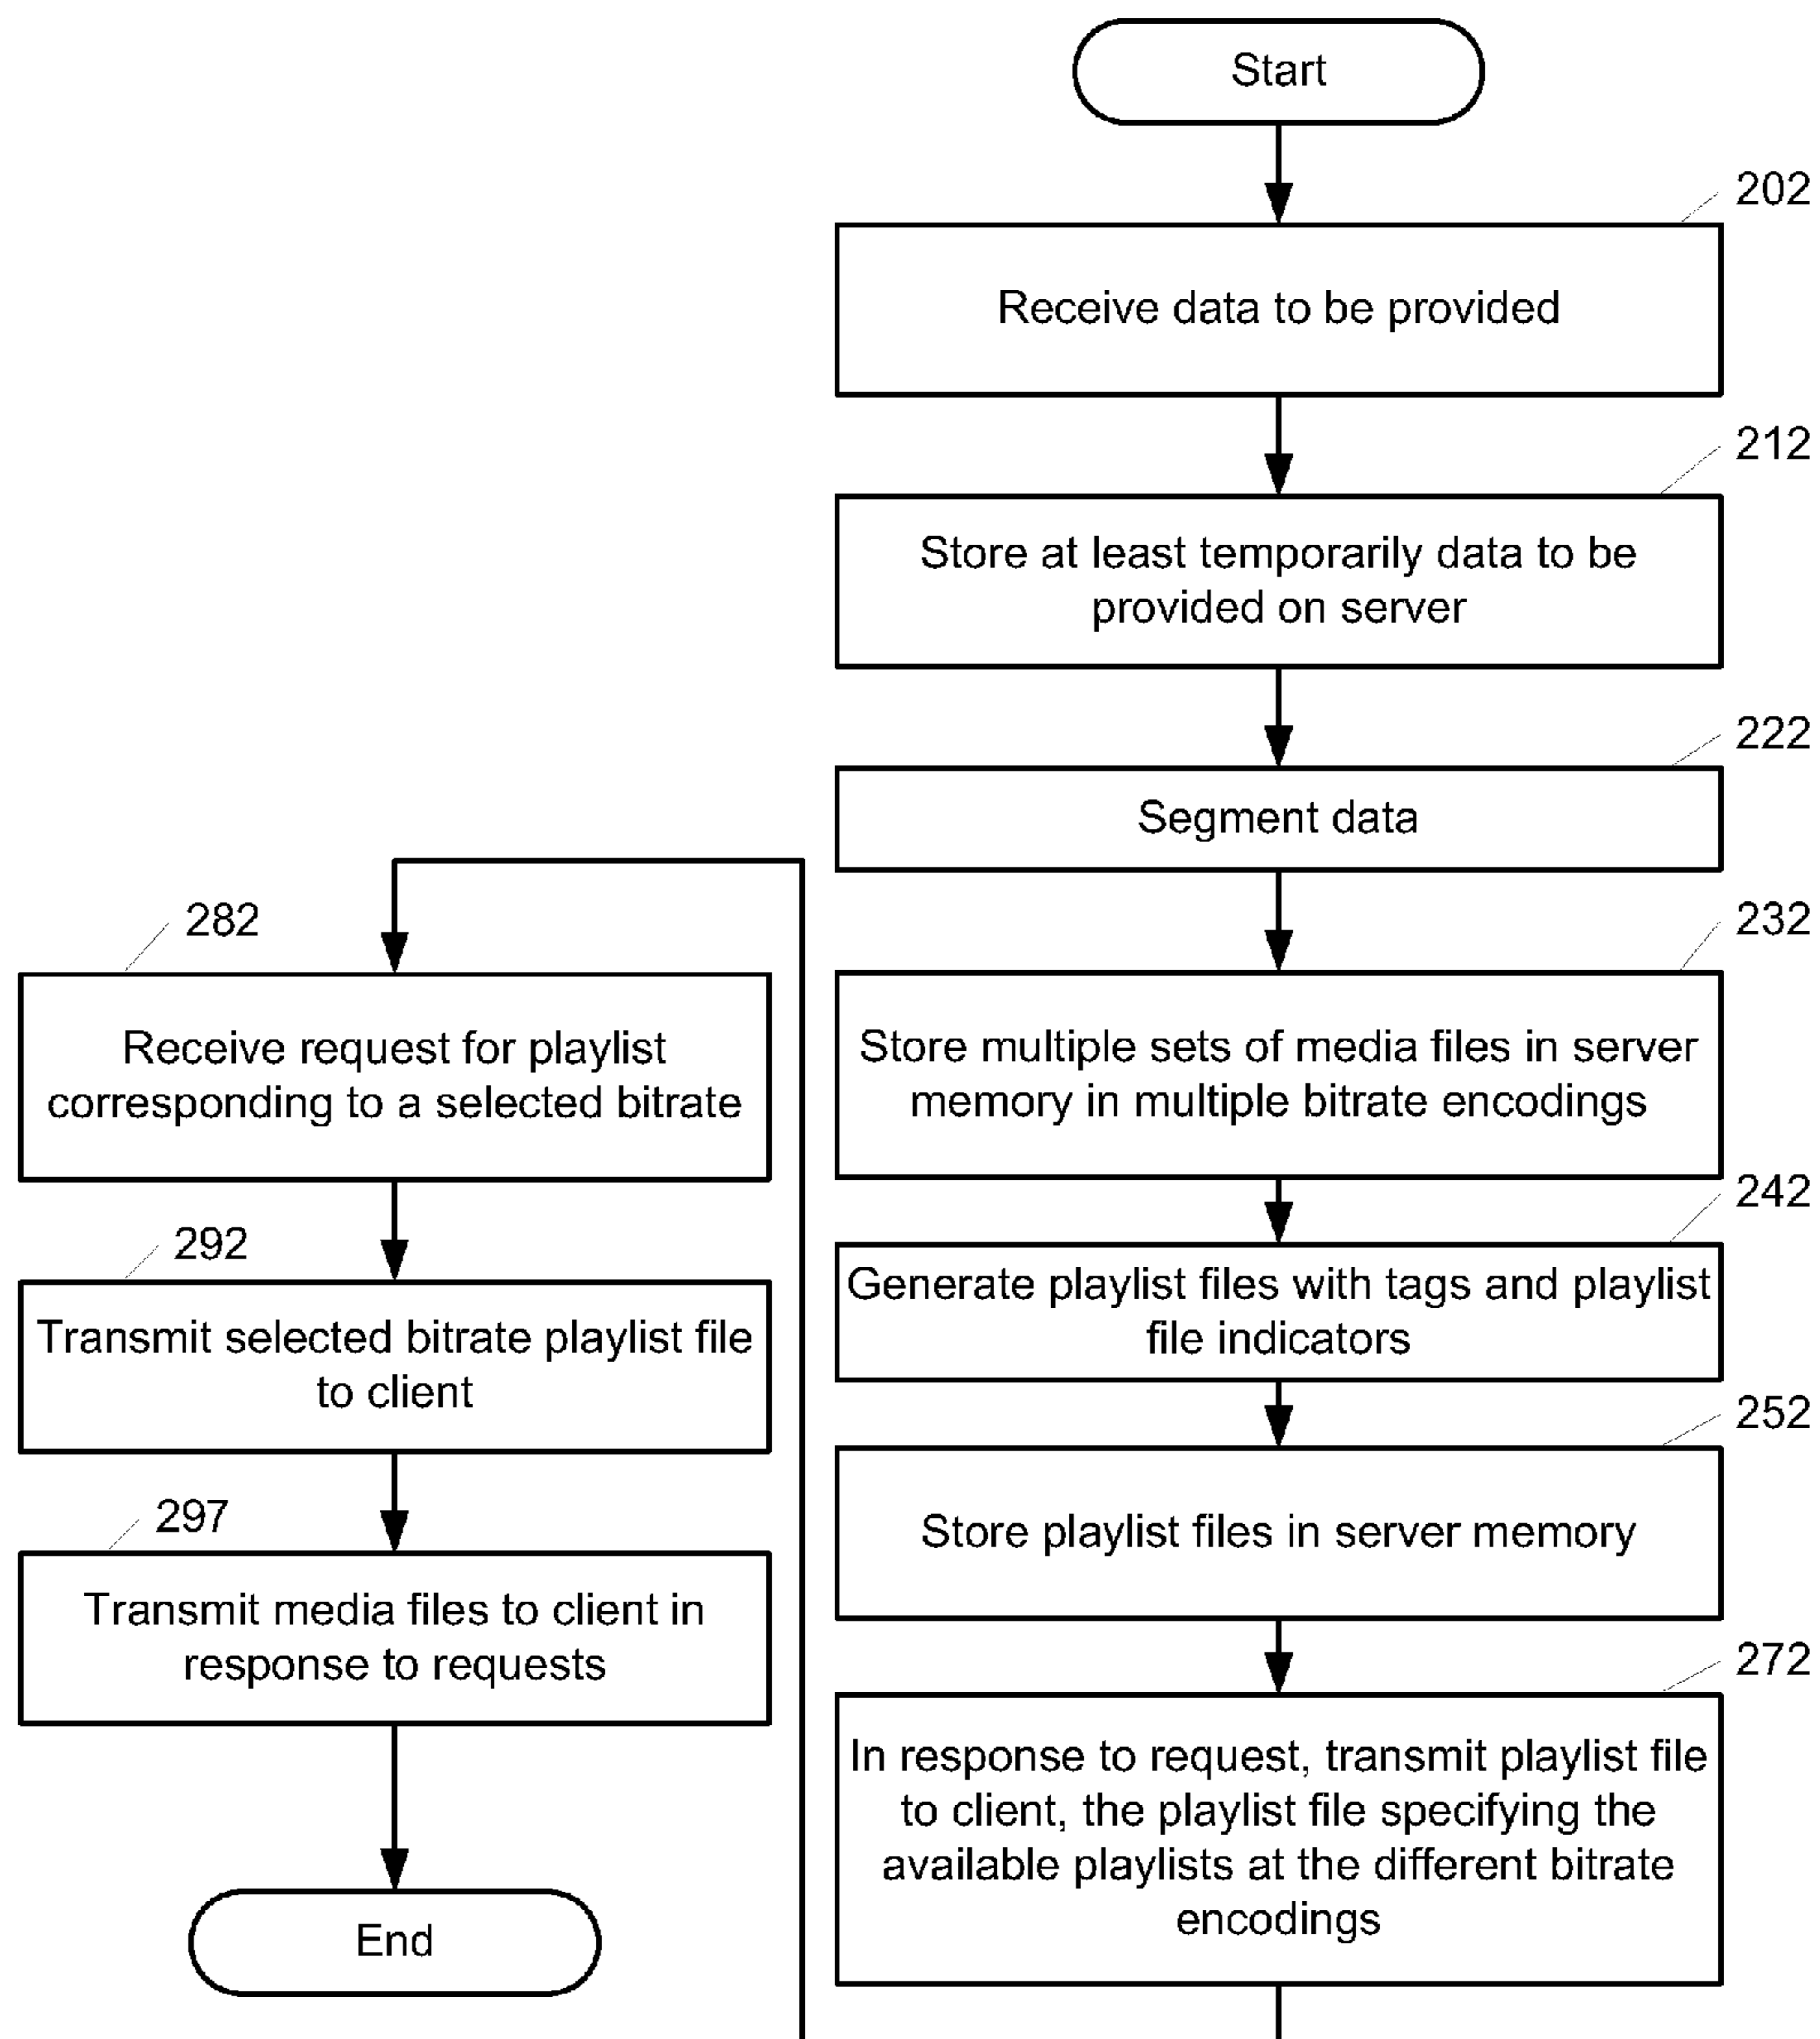 Start
202
Receive data to be provided
212
Store at least temporarily data to be
provided on server
222
Segment data
232
Store multiple sets of media files in server
memory in multiple bitrate encodings
242
Generate playlist files with tags and playlist
file indicators
252
Store playlist files in server memory
272
In response to request, transmit playlist file
to client, the playlist file specifying the
available playlists at the different bitrate
encodings
282
Receive request for playlist
corresponding to a selected bitrate
292
Transmit selected bitrate playlist file
to client
297
Transmit media files to client in
response to requests
End